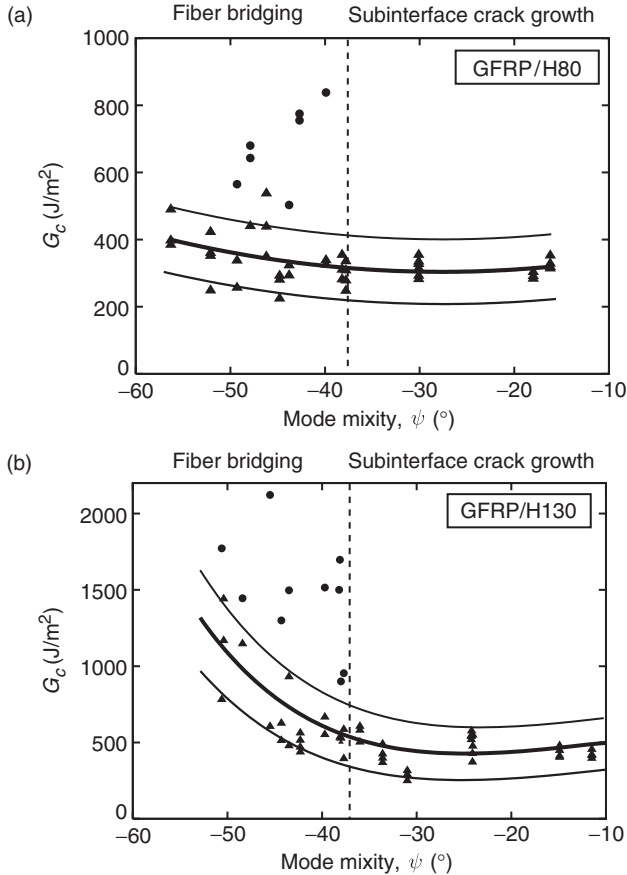 (a)
Fiber bridging
Subinterface crack growth
GFRP/H80
G_c (J/m²)
1000
800
600
400
200
0
−60
−50
−40
−30
−20
−10
Mode mixity, ψ (°)
(b)
Fiber bridging
Subinterface crack growth
GFRP/H130
G_c (J/m²)
2000
1500
1000
500
0
−60
−50
−40
−30
−20
−10
Mode mixity, ψ (°)